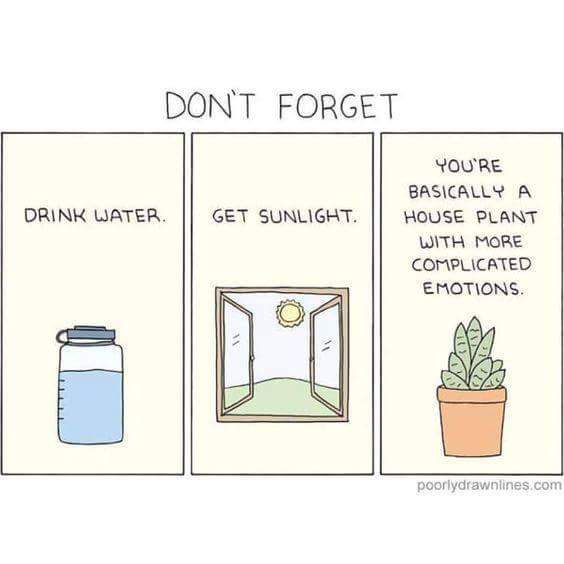 DON'T FORGET
DRINK WATER.
GET SUNLIGHT.
YOU'RE
BASICALLY A
HOUSE PLANT
WITH MORE
COMPLICATED
EMOTIONS.
poorlydrawnlines.com